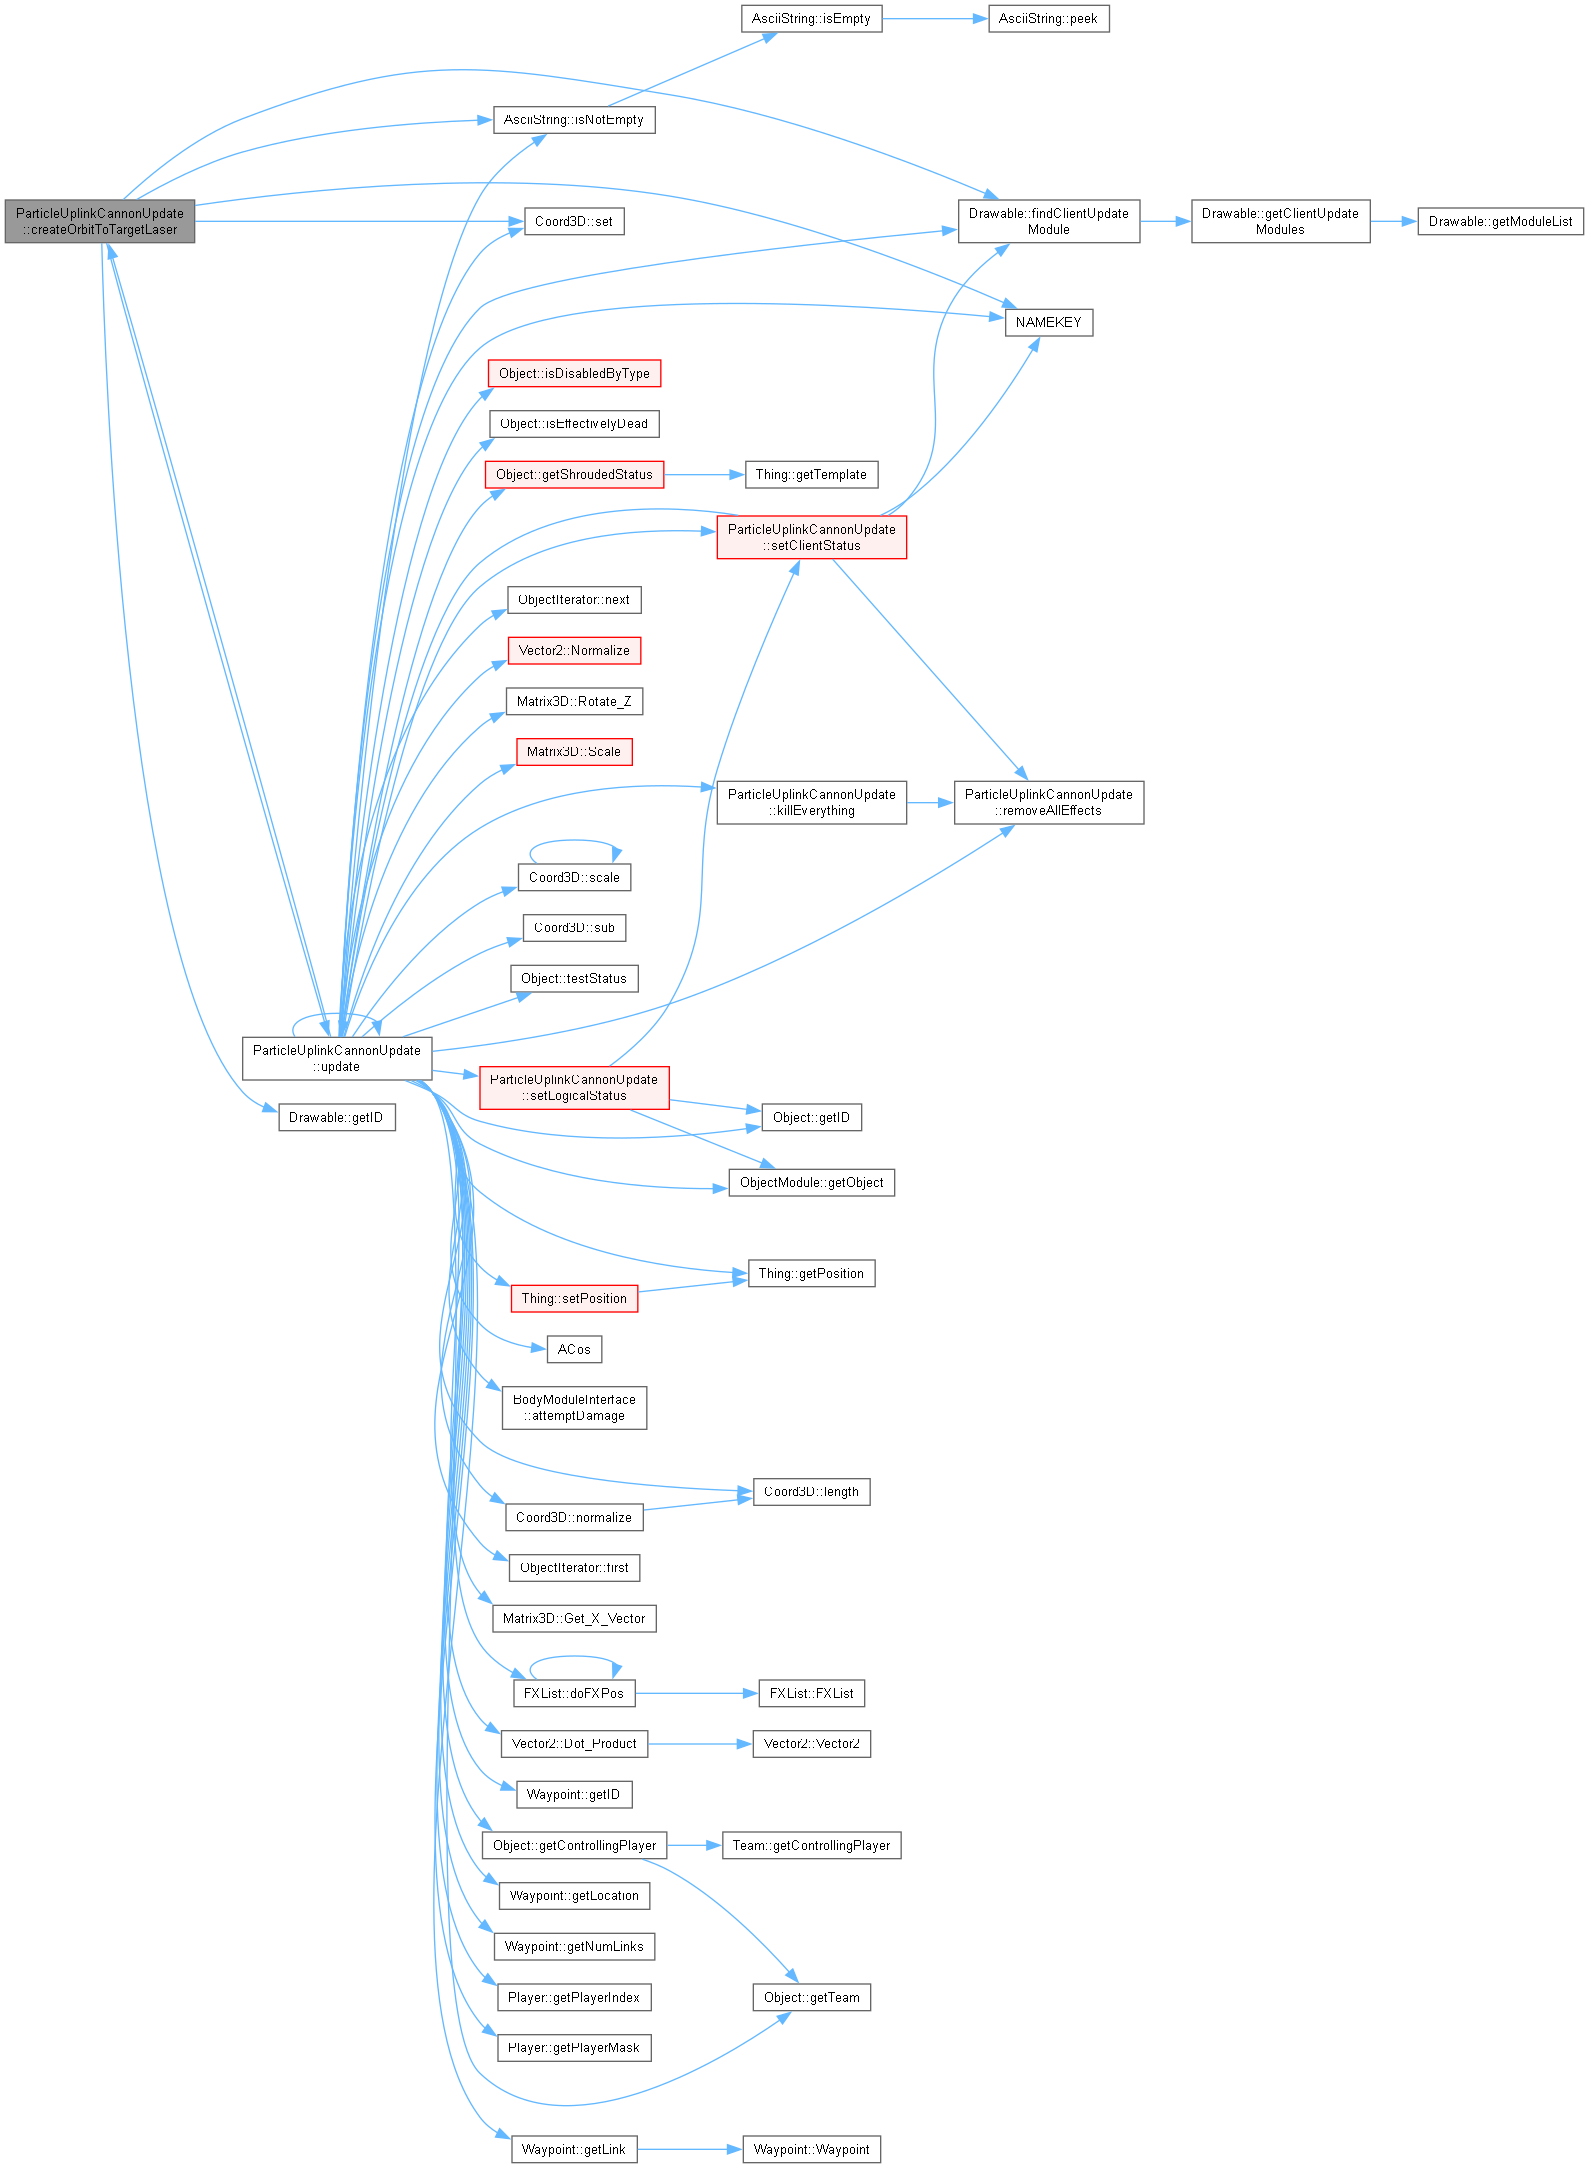 AsciiString::isEmpty
AsciiString::peek
AsciiString::isNotEmpty
ParticleUplinkCannonUpdate
::createOrbitToTargetLaser
Coord3D::set
Drawable::findClientUpdate
Module
Drawable::getClientUpdate
Modules
Drawable::getModuleList
NAMEKEY
Object::isDisabledByType
Object::isEffectivelyDead
Object::getShroudedStatus
Thing::getTemplate
ParticleUplinkCannonUpdate
::setClientStatus
ObjectIterator::next
Vector2::Normalize
Matrix3D::Rotate_Z
Matrix3D::Scale
ParticleUplinkCannonUpdate
::killEverything
ParticleUplinkCannonUpdate
::removeAllEffects
Coord3D::scale
Coord3D::sub
Object::testStatus
ParticleUplinkCannonUpdate
::update
ParticleUplinkCannonUpdate
::setLogicalStatus
Drawable::getID
Object::getID
ObjectModule::getObject
Thing::getPosition
Thing::setPosition
ACos
BodyModuleInterface
::attemptDamage
Coord3D::length
Coord3D::normalize
ObjectIterator::first
Matrix3D::Get_X_Vector
FXList::doFXPos
FXList::FXList
Vector2::Dot_Product
Vector2::Vector2
Waypoint::getID
Object::getControllingPlayer
Team::getControllingPlayer
Waypoint::getLocation
Waypoint::getNumLinks
Player::getPlayerIndex
Object::getTeam
Player::getPlayerMask
Waypoint::getLink
Waypoint::Waypoint